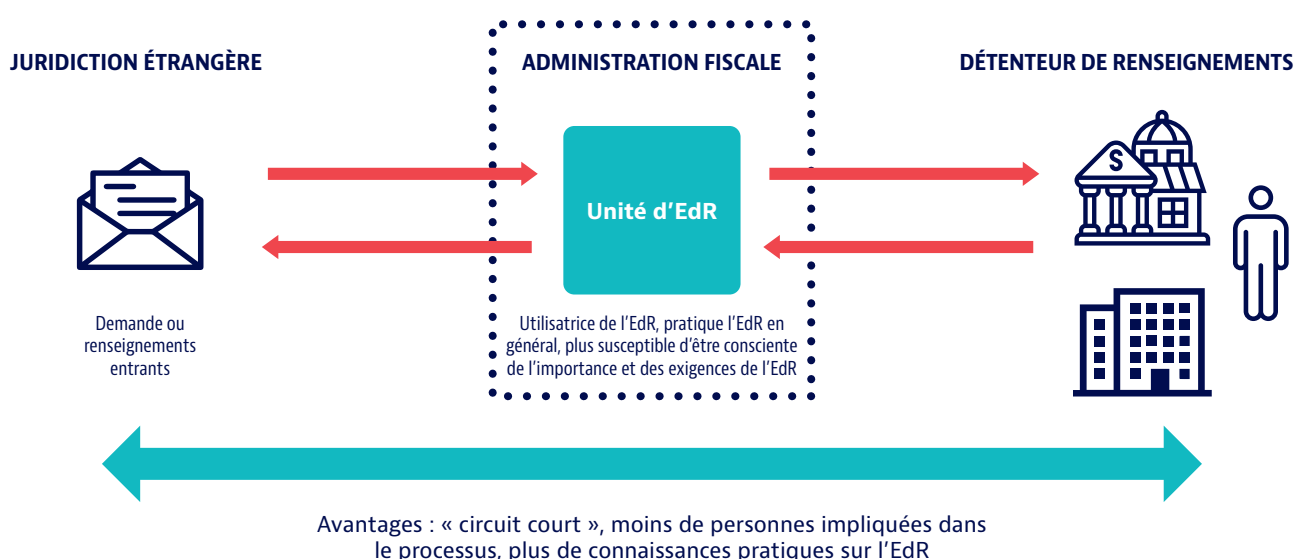 JURIDICTION ÉTRANGÈRE
ADMINISTRATION FISCALE
DÉTENTEUR DE RENSEIGNEMENTS
S
Unité d'EdR
Demande ou
renseignements
entrants
Utilisatrice de l'EdR, pratique l'EdR en
général, plus susceptible d'être consciente
de l'importance et des exigences de l'EdR
Avantages : « circuit court », moins de personnes impliquées dans
le processus, plus de connaissances pratiques sur l'EdR